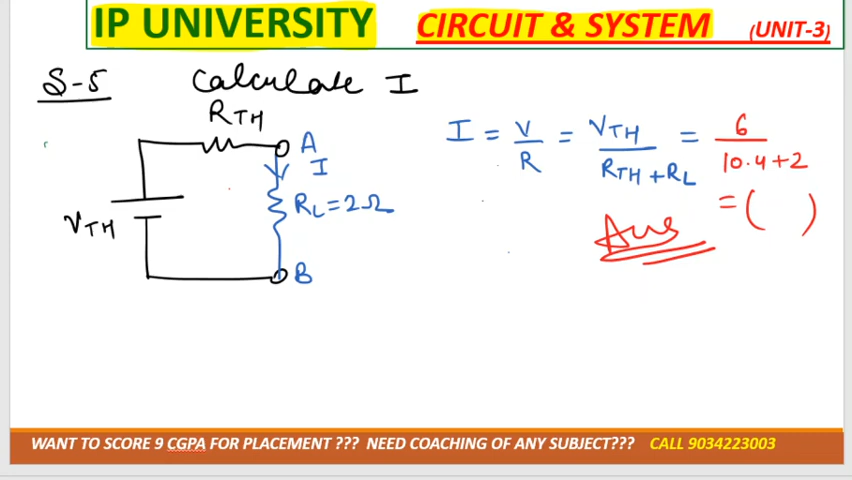 IP UNIVERSITY CIRCUIT & SYSTEM (UNIT-3)
S-5 Calculate I
RTH
A
I
VTH
RL = 2Ω
B
I = V/R = VTH/(RTH + RL) = 6/(10.4+2)
= ( )
Ans
WANT TO SCORE 9 CGPA FOR PLACEMENT ??? NEED COACHING OF ANY SUBJECT??? CALL 9034223003